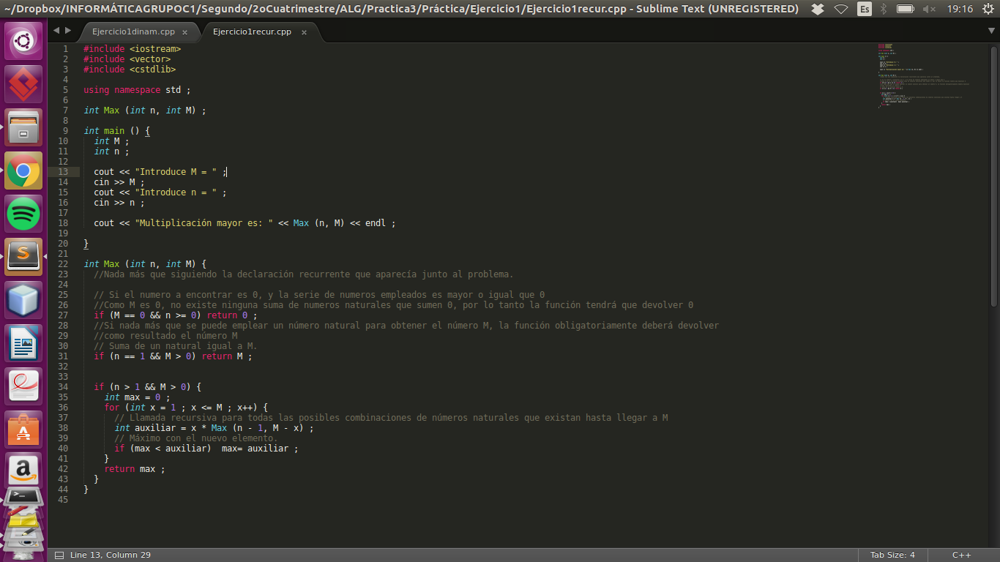 ~/Dropbox/INFORMÁTICAGRUPOC1/Segundo/2oCuatrimestre/ALG/Practica3/Práctica/Ejercicio1/Ejercicio1recur.cpp - Sublime Text (UNREGISTERED)
Es
19:16
Ejercicio1dinam.cpp ×
Ejercicio1recur.cpp ×
1 #include <iostream>
2 #include <vector>
3 #include <cstdlib>
4
5 using namespace std ;
6
7 int Max (int n, int M) ;
8
9 int main () {
10 int M ;
11 int n ;
12
13 cout << "Introduce M = " ;
14 cin >> M ;
15 cout << "Introduce n = " ;
16 cin >> n ;
17
18 cout << "Multiplicación mayor es: " << Max (n, M) << endl ;
19
20 }
21
22 int Max (int n, int M) {
23 //Nada más que siguiendo la declaración recurrente que aparecía junto al problema.
24
25 // Si el numero a encontrar es 0, y la serie de numeros empleados es mayor o igual que 0
26 //Como M es 0, no existe ninguna suma de numeros naturales que sumen 0, por lo tanto la función tendrá que devolver 0
27 if (M == 0 && n >= 0) return 0 ;
28 //Si nada más que se puede emplear un número natural para obtener el número M, la función obligatoriamente deberá devolver
29 //como resultado el número M
30 // Suma de un natural igual a M.
31 if (n == 1 && M > 0) return M ;
32
33
34 if (n > 1 && M > 0) {
35 int max = 0 ;
36 for (int x = 1 ; x <= M ; x++) {
37 // Llamada recursiva para todas las posibles combinaciones de números naturales que existan hasta llegar a M
38 int auxiliar = x * Max (n - 1, M - x) ;
39 // Máximo con el nuevo elemento.
40 if (max < auxiliar)  max= auxiliar ;
41 }
42 return max ;
43 }
44 }
45
Line 13, Column 29
Tab Size: 4
C++